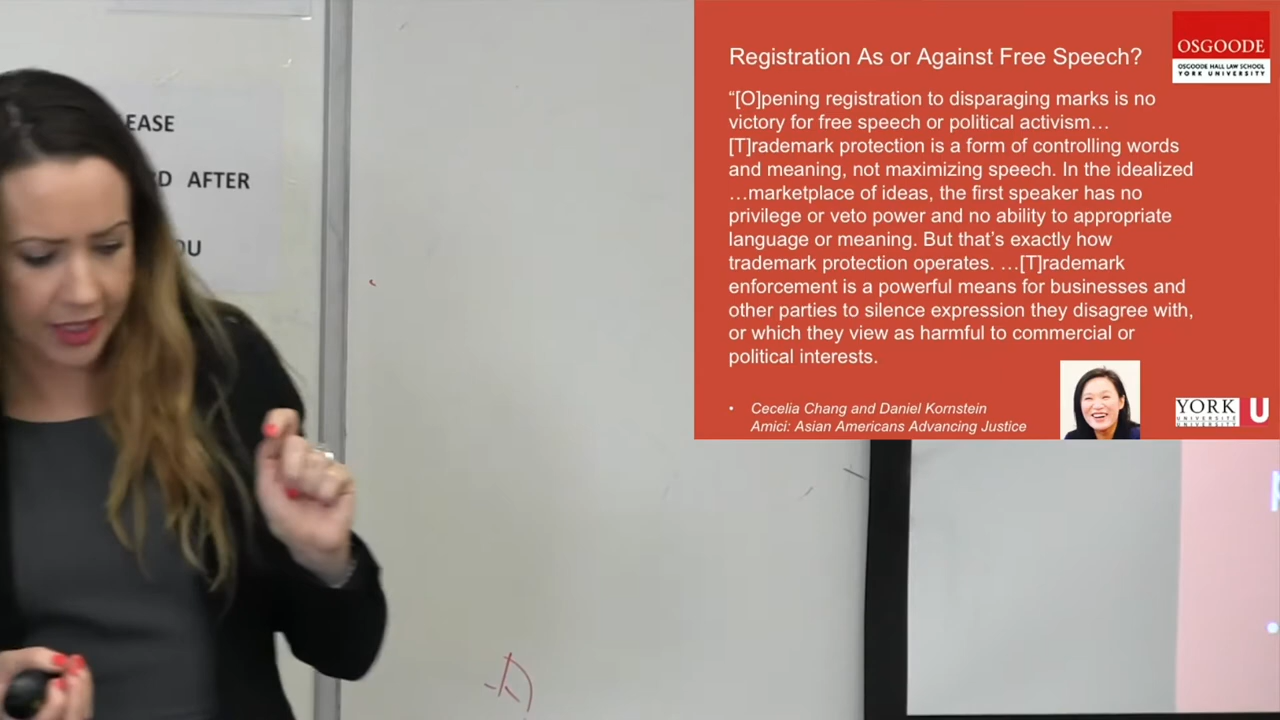 EASE
AFTER
OU
Registration As or Against Free Speech?
“[O]pening registration to disparaging marks is no
victory for free speech or political activism…
[T]rademark protection is a form of controlling words
and meaning, not maximizing speech. In the idealized
…marketplace of ideas, the first speaker has no
privilege or veto power and no ability to appropriate
language or meaning. But that’s exactly how
trademark protection operates. …[T]rademark
enforcement is a powerful means for businesses and
other parties to silence expression they disagree with,
or which they view as harmful to commercial or
political interests.
• Cecelia Chang and Daniel Kornstein
Amici: Asian Americans Advancing Justice
OSGOODE
OSGOODE HALL LAW SCHOOL
YORK UNIVERSITY
YORK
UNIVERSITÉ
UNIVERSITY
U